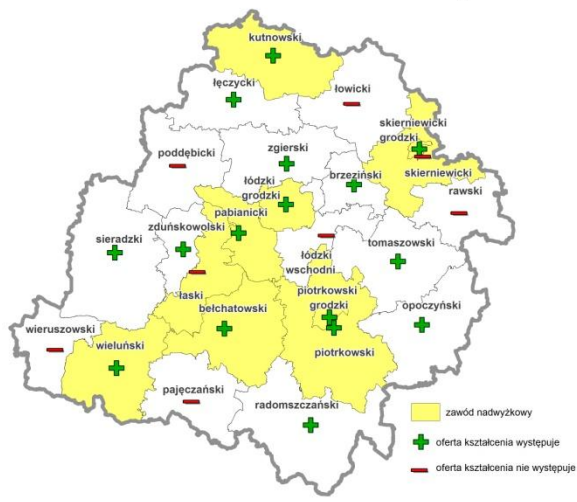 kutnowski
łęczycki
łowicki
skierniewicki
grodzki
zgierski
poddębicki
brzeziński
skierniewicki
łódzki
grodzki
rawski
pabianicki
zduńskowolski
sieradzki
łódzki
wschodni
tomaszowski
piotrkowski
grodzki
łaski
bełchatowski
opoczyński
wieruszowski
wieluński
piotrkowski
pajęczański
radomszczański
zawód nadwyżkowy
oferta kształcenia występuje
oferta kształcenia nie występuje